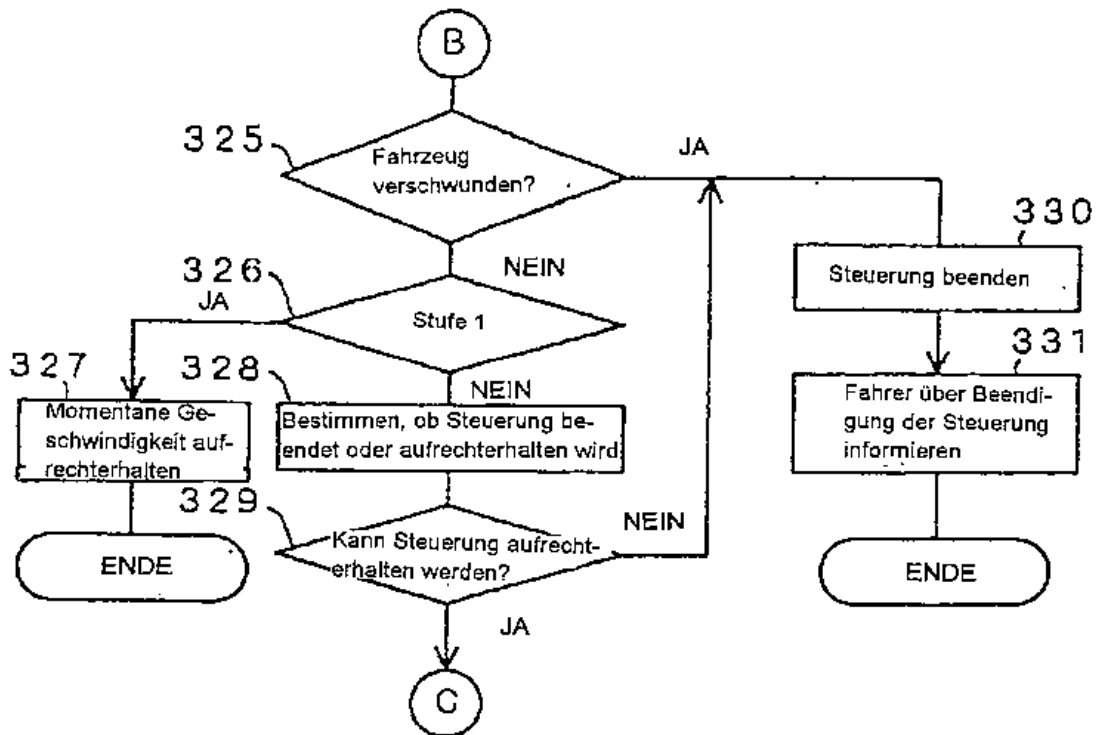 B
325
Fahrzeug
verschwunden?
JA
NEIN
330
Steuerung beenden
326
JA
Stufe 1
NEIN
331
Fahrer über Beendi-
gung der Steuerung
informieren
327
Momentane Ge-
schwindigkeit auf-
rechterhalten
328
Bestimmen, ob Steuerung be-
endet oder aufrechterhalten wird
329
Kann Steuerung aufrecht-
erhalten werden?
NEIN
JA
ENDE
ENDE
C